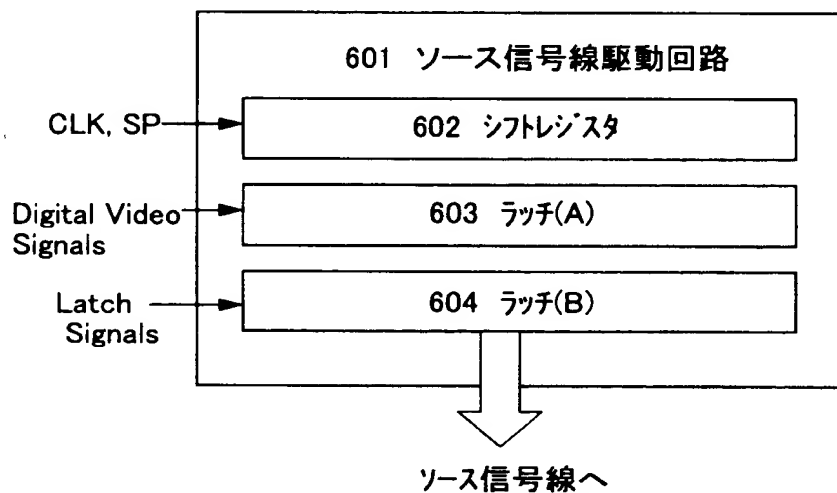 601 ソース信号線駆動回路
CLK, SP
602 シフトレジスタ
Digital Video
Signals
603 ラッチ(A)
Latch
Signals
604 ラッチ(B)
ソース信号線へ